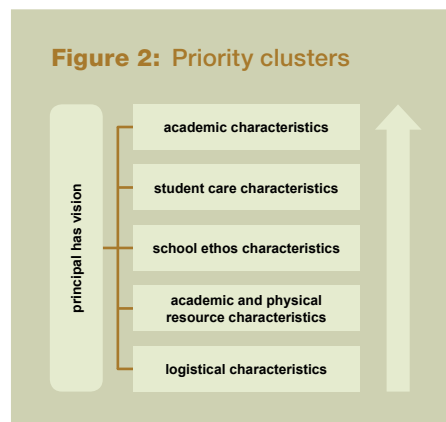 Figure 2: Priority clusters
principal has vision
academic characteristics
student care characteristics
school ethos characteristics
academic and physical
resource characteristics
logistical characteristics